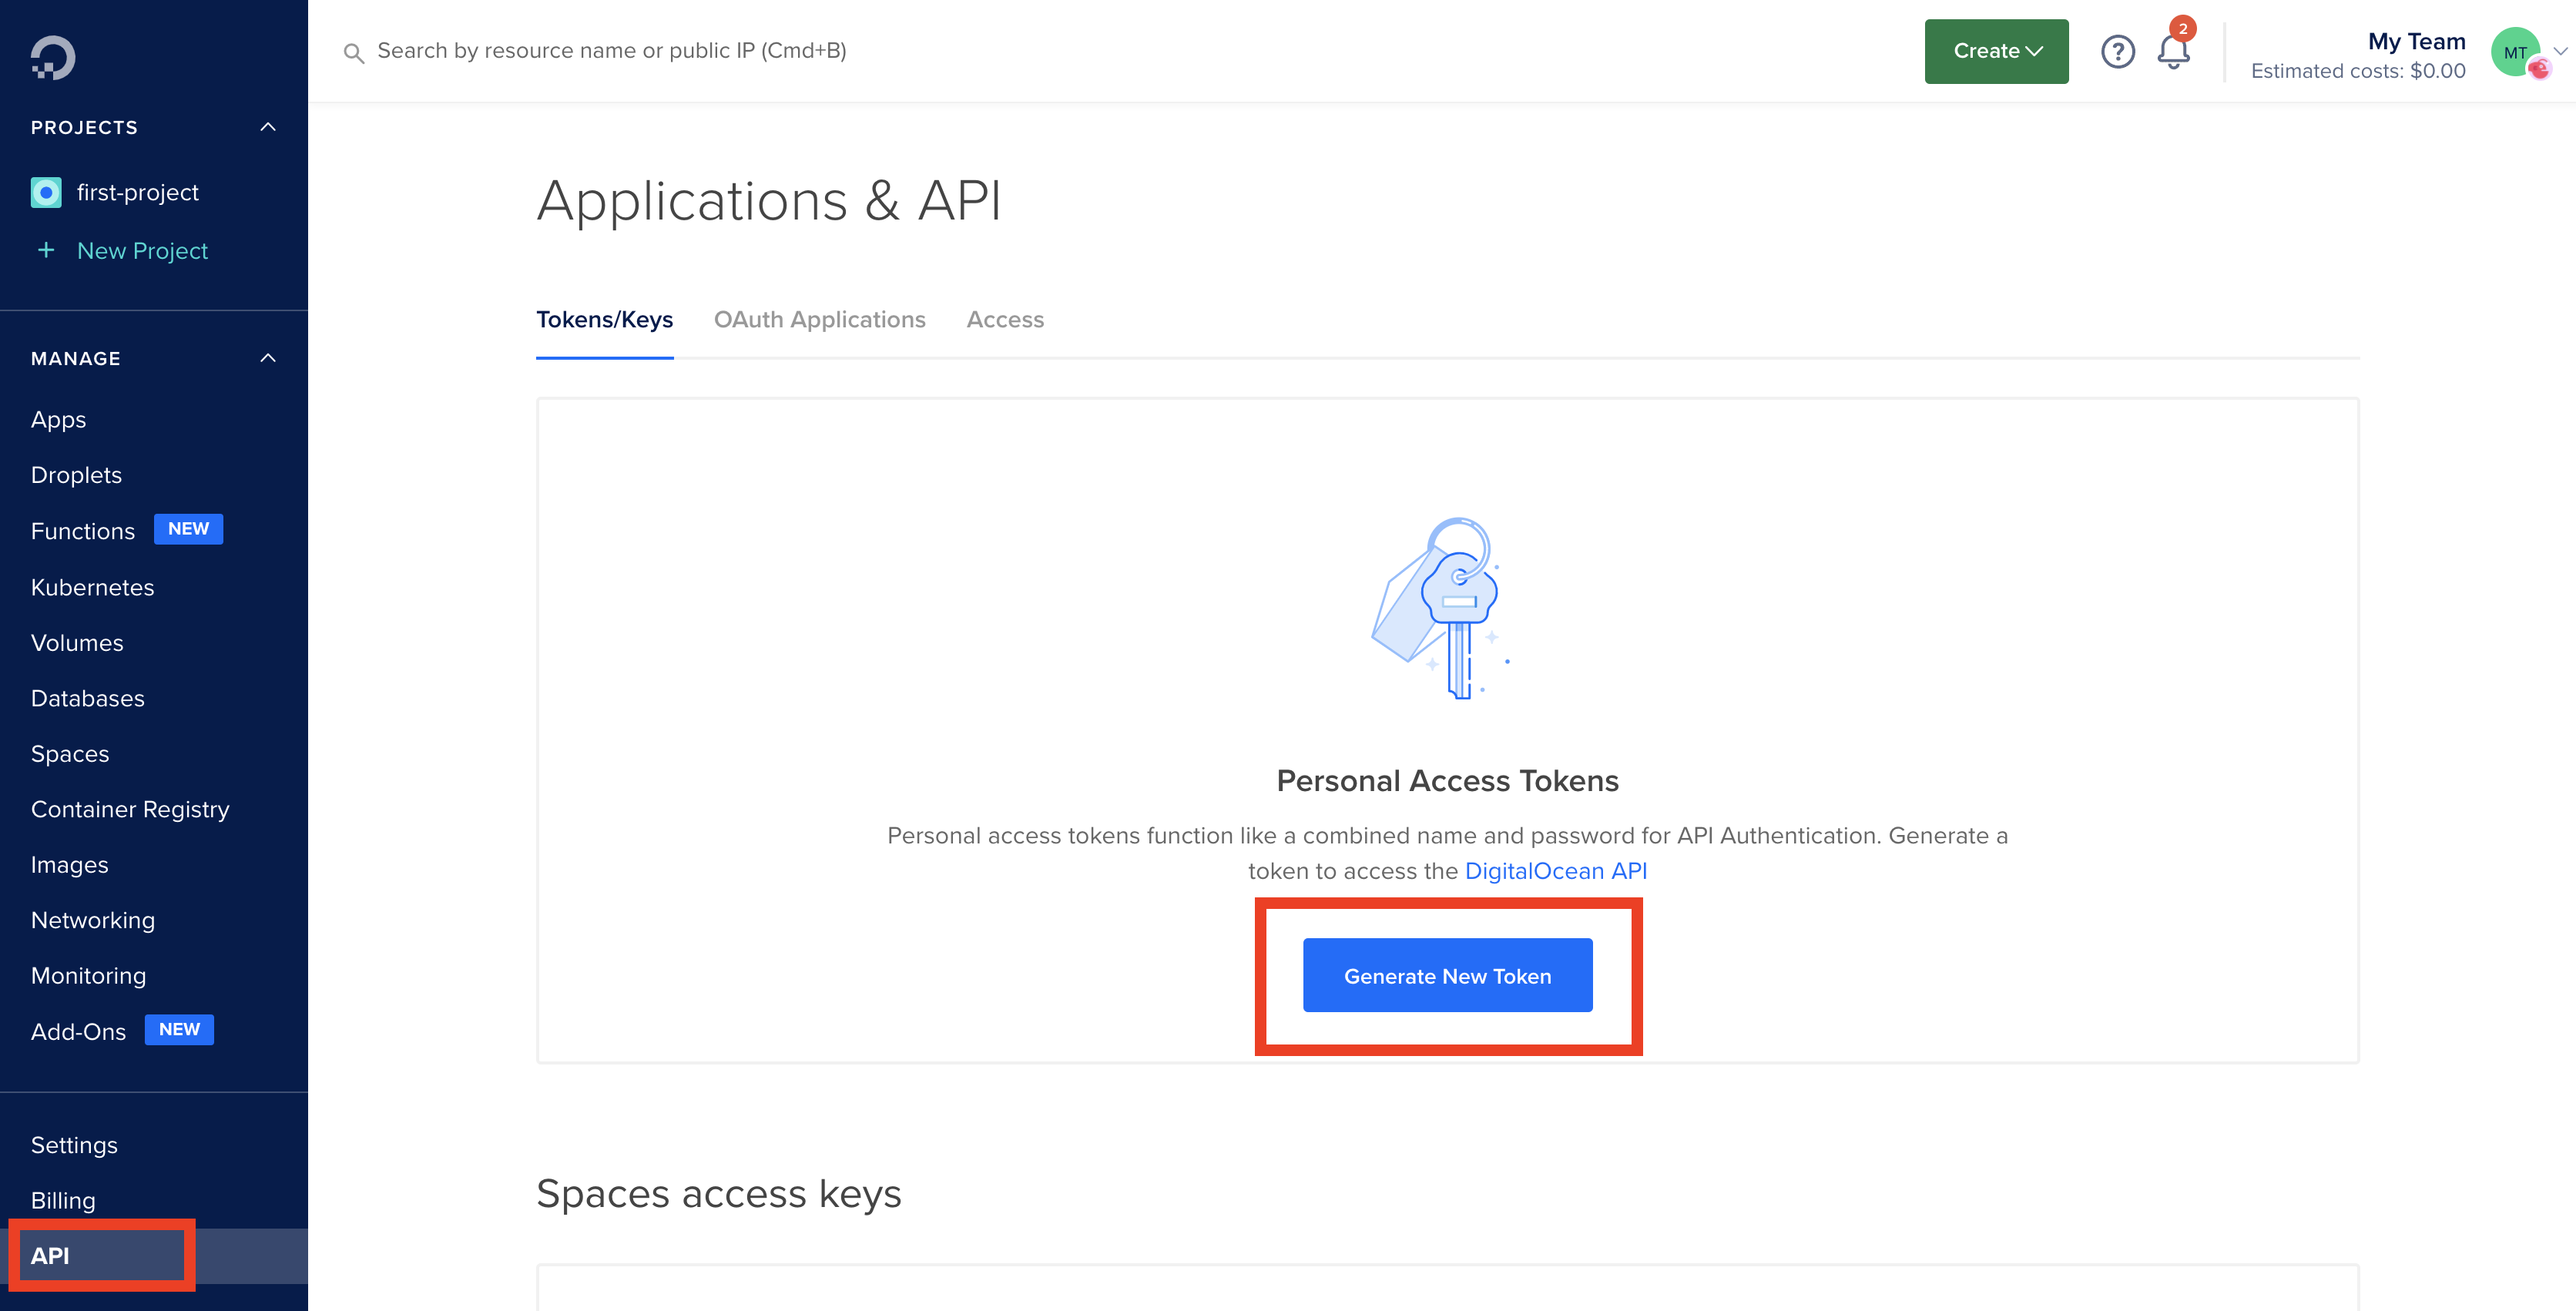 Search by resource name or public IP (Cmd+B)
Create
2
My Team
Estimated costs: $0.00
MT
PROJECTS
first-project
+ New Project
MANAGE
Apps
Droplets
Functions NEW
Kubernetes
Volumes
Databases
Spaces
Container Registry
Images
Networking
Monitoring
Add-Ons NEW
Settings
Billing
API
Applications & API
Tokens/Keys OAuth Applications Access
Personal Access Tokens
Personal access tokens function like a combined name and password for API Authentication. Generate a
token to access the DigitalOcean API
Generate New Token
Spaces access keys